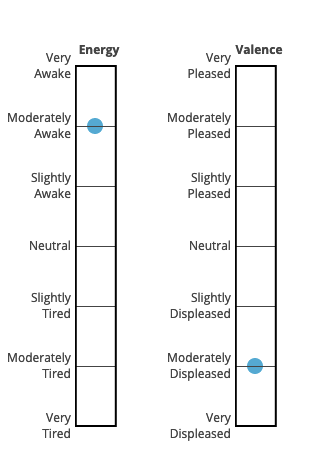 Energy
Very
Awake
Moderately
Awake
Slightly
Awake
Neutral
Slightly
Tired
Moderately
Tired
Very
Tired
Valence
Very
Pleased
Moderately
Pleased
Slightly
Pleased
Neutral
Slightly
Displeased
Moderately
Displeased
Very
Displeased